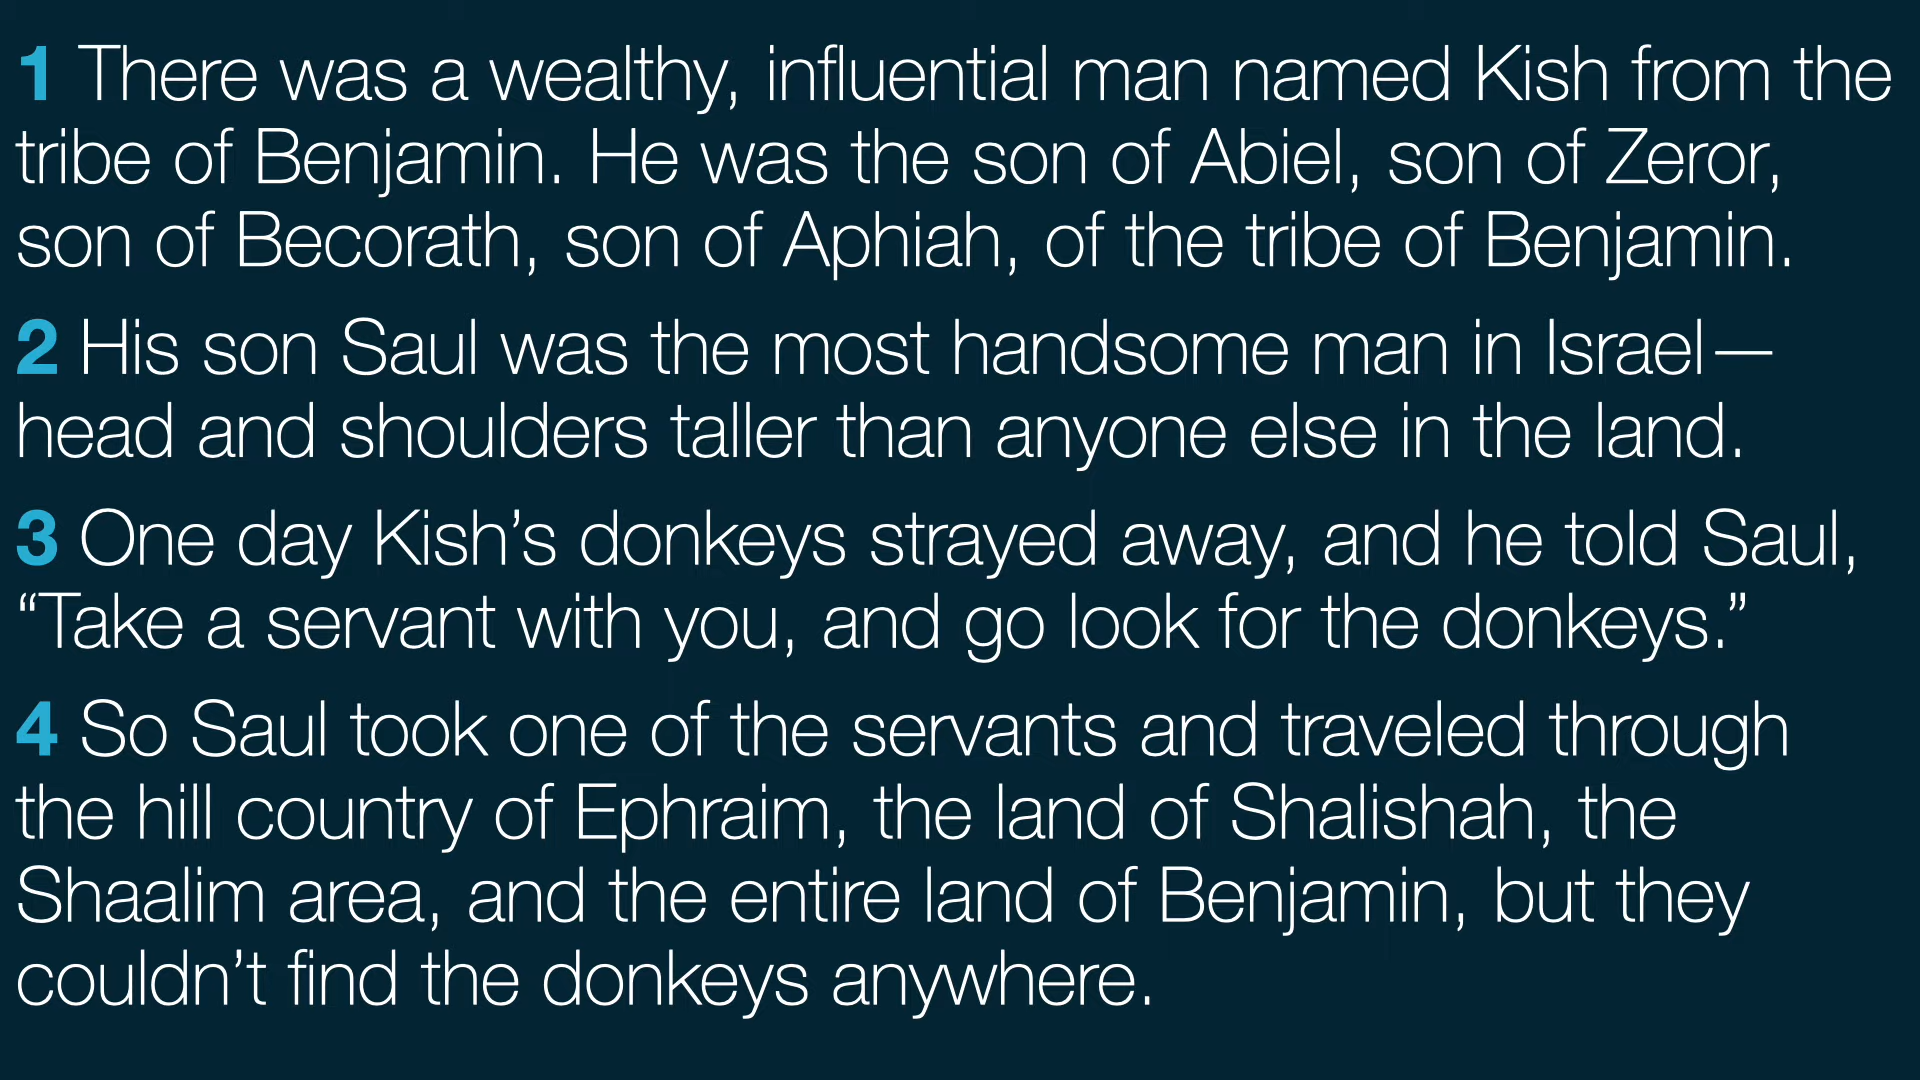 1 There was a wealthy, influential man named Kish from the
tribe of Benjamin. He was the son of Abiel, son of Zeror,
son of Becorath, son of Aphiah, of the tribe of Benjamin.
2 His son Saul was the most handsome man in Israel—
head and shoulders taller than anyone else in the land.
3 One day Kish’s donkeys strayed away, and he told Saul,
“Take a servant with you, and go look for the donkeys.”
4 So Saul took one of the servants and traveled through
the hill country of Ephraim, the land of Shalishah, the
Shaalim area, and the entire land of Benjamin, but they
couldn’t find the donkeys anywhere.